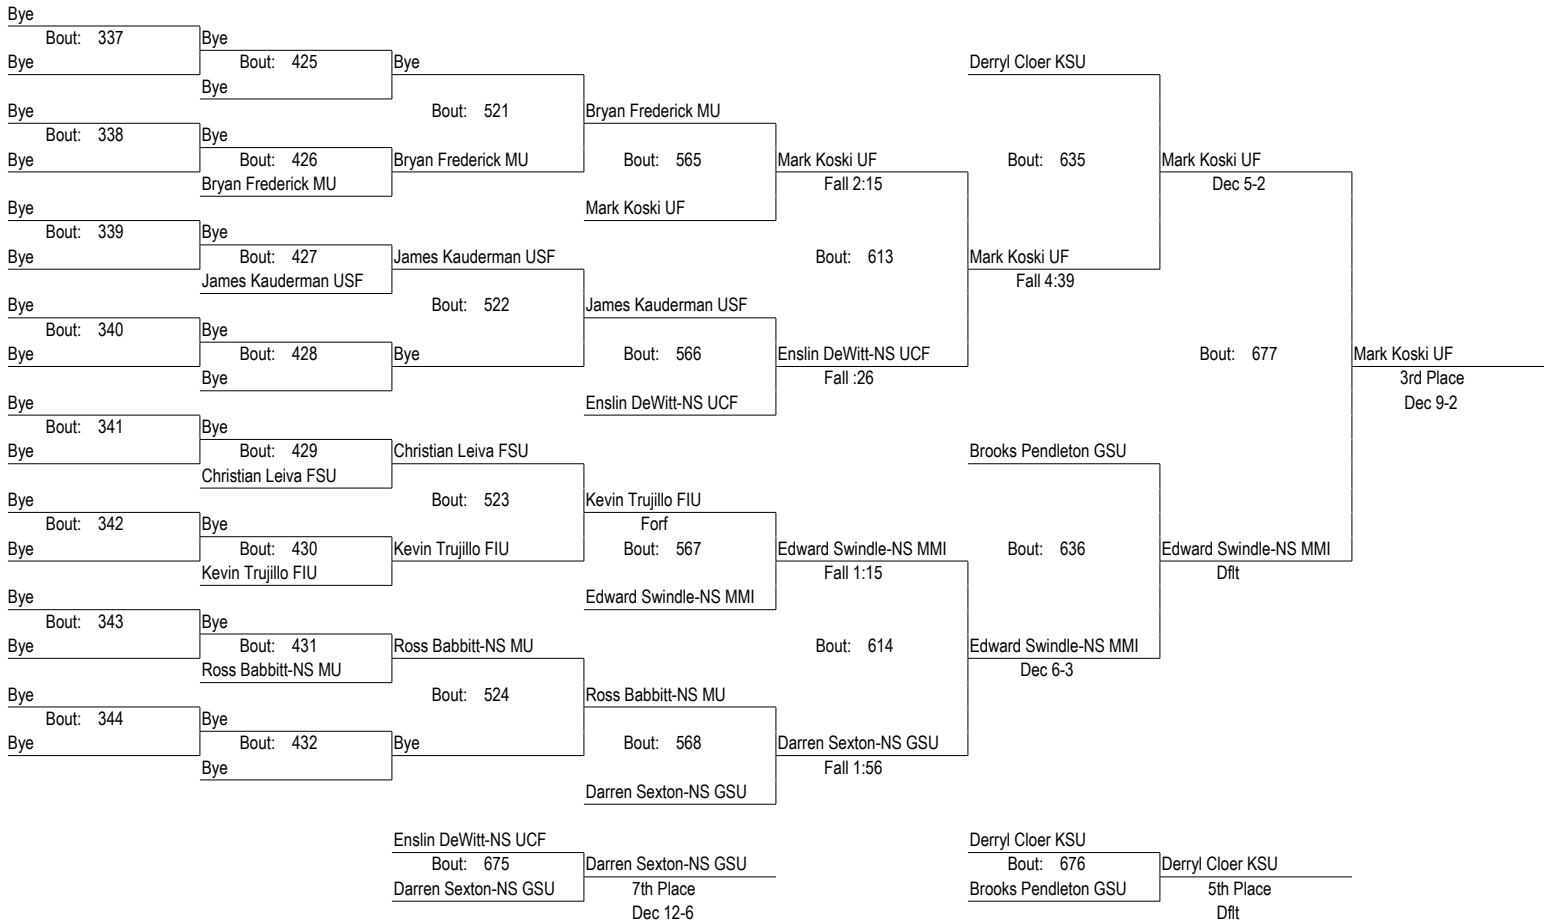 Bye
Bout: 337
Bye
Bye
Bout: 425
Bye
Bye
Bye
Bout: 338
Bye
Bye
Bout: 426
Bryan Frederick MU
Bout: 521
Bryan Frederick MU
Bryan Frederick MU
Bout: 565
Mark Koski UF
Bye
Bout: 339
Bye
Bye
Bout: 427
James Kauderman USF
James Kauderman USF
Bout: 522
Bye
Bout: 340
Bye
Bye
Bout: 428
Bye
Bye
James Kauderman USF
Bout: 566
Enslin DeWitt-NS UCF
Mark Koski UF
Fall 2:15
Bout: 613
Enslin DeWitt-NS UCF
Fall :26
Derryl Cloer KSU
Bout: 635
Mark Koski UF
Fall 4:39
Mark Koski UF
Dec 5-2
Bye
Bout: 341
Bye
Bye
Bout: 429
Christian Leiva FSU
Christian Leiva FSU
Bout: 523
Bye
Bout: 342
Bye
Bye
Bout: 430
Kevin Trujillo FIU
Kevin Trujillo FIU
Kevin Trujillo FIU
Forf
Bout: 567
Edward Swindle-NS MMI
Bye
Bout: 343
Bye
Bye
Bout: 431
Ross Babbitt-NS MU
Ross Babbitt-NS MU
Bout: 524
Bye
Bout: 344
Bye
Bye
Bout: 432
Bye
Bye
Ross Babbitt-NS MU
Bout: 568
Darren Sexton-NS GSU
Edward Swindle-NS MMI
Fall 1:15
Bout: 614
Darren Sexton-NS GSU
Fall 1:56
Brooks Pendleton GSU
Bout: 636
Edward Swindle-NS MMI
Dec 6-3
Edward Swindle-NS MMI
Dflt
Bout: 677
Mark Koski UF
3rd Place
Dec 9-2
Enslin DeWitt-NS UCF
Bout: 675
Darren Sexton-NS GSU
Darren Sexton-NS GSU
7th Place
Dec 12-6
Derryl Cloer KSU
Bout: 676
Brooks Pendleton GSU
Derryl Cloer KSU
5th Place
Dflt